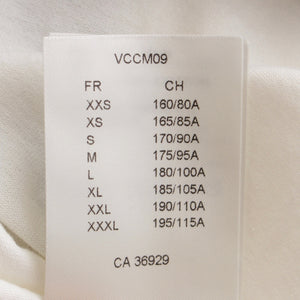 VCCM09
FR CH
XXS 160/80A
XS 165/85A
S 170/90A
M 175/95A
L 180/100A
XL 185/105A
XXL 190/110A
XXXL 195/115A
CA 36929